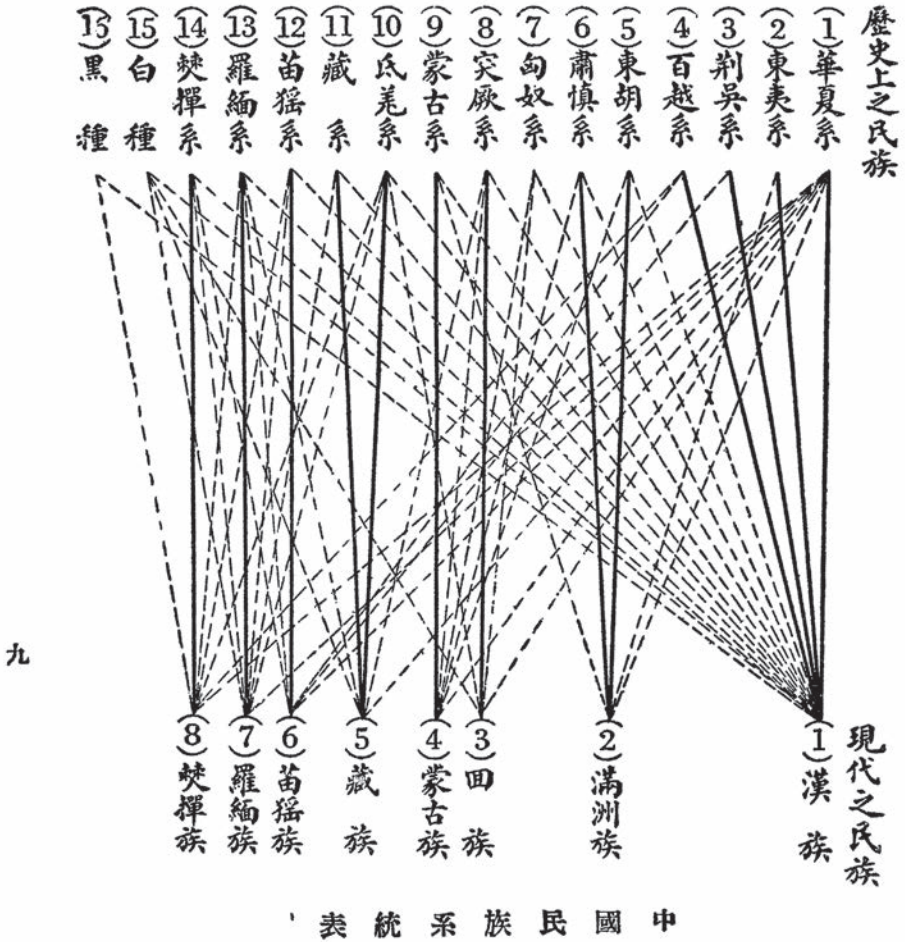 歷史上之民族
(1)華夏系
(2)東夷系
(3)荆吳系
(4)百越系
(5)東胡系
(6)肅慎系
(7)匈奴系
(8)突厥系
(9)蒙古系
(10)氐羌系
(11)藏系
(12)苗猺系
(13)羅緬系
(14)僰撣系
(15)白種
(15)黑種
現代之民族
(1)漢族
(2)滿洲族
(3)回族
(4)蒙古族
(5)藏族
(6)苗猺族
(7)羅緬族
(8)僰撣族
中國民族系統表
九